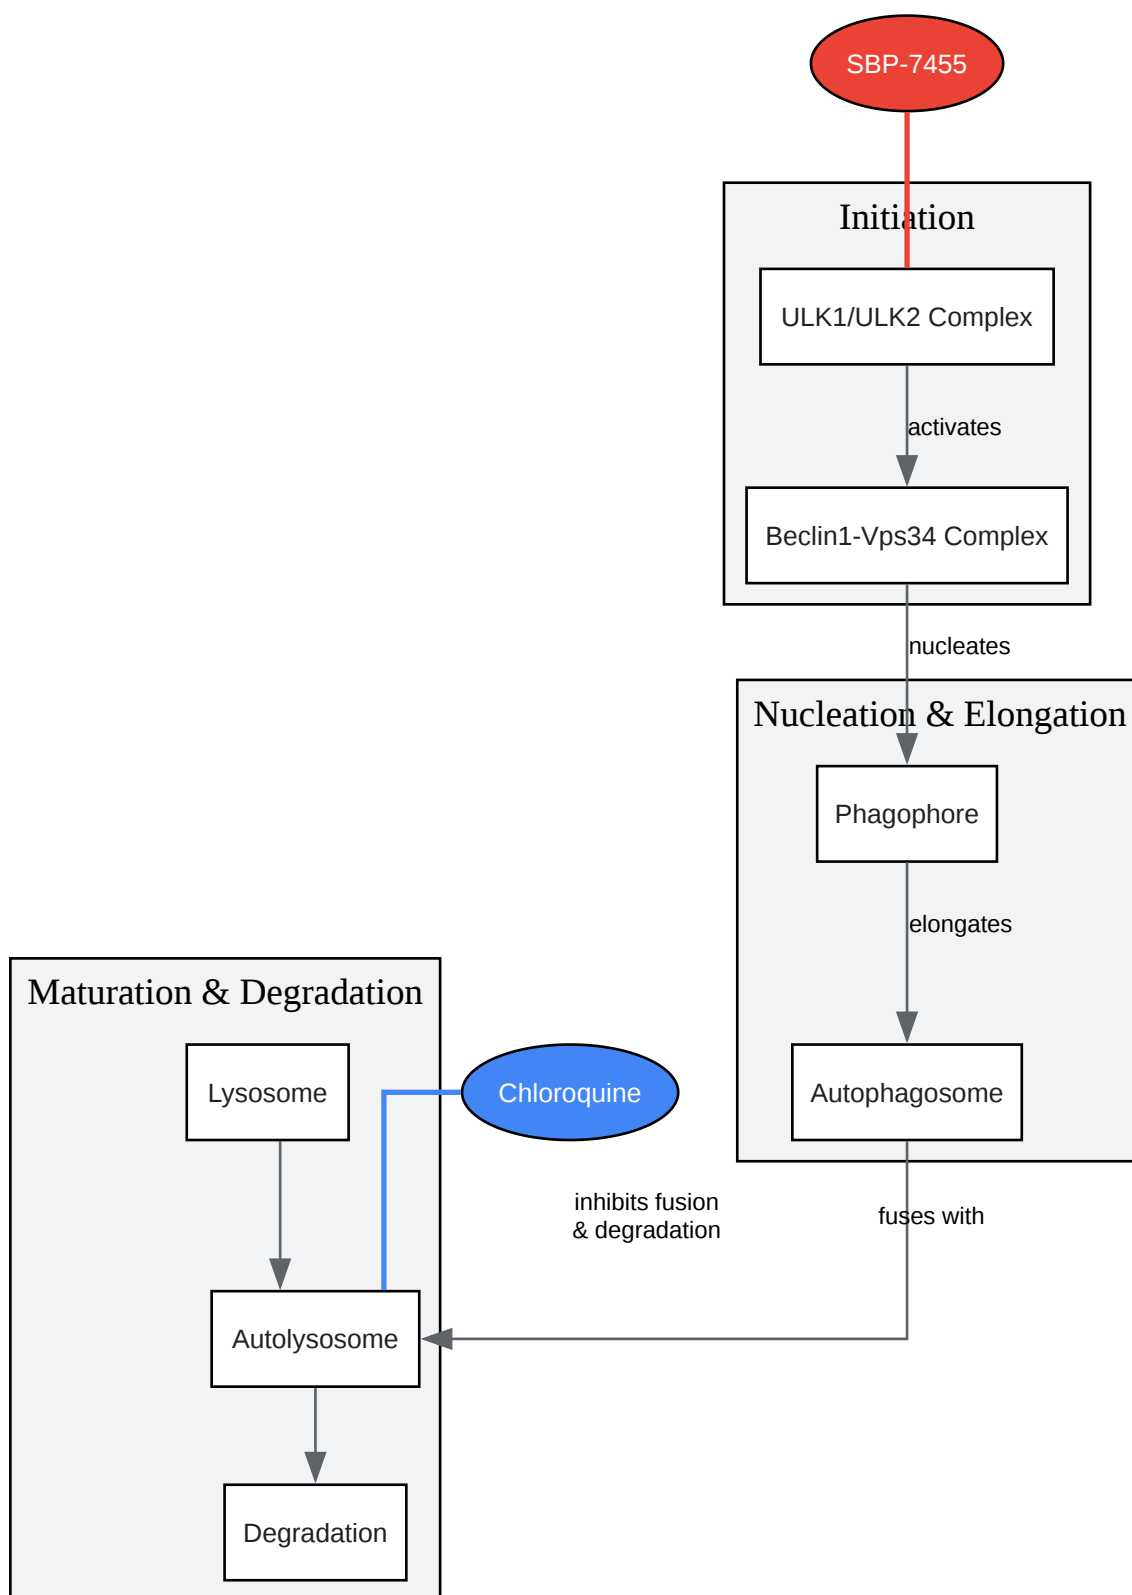 SBP-7455
Initiation
ULK1/ULK2 Complex
activates
Beclin1-Vps34 Complex
nucleates
Nucleation & Elongation
Phagophore
elongates
Maturation & Degradation
Lysosome
Chloroquine
Autophagosome
inhibits fusion
& degradation
fuses with
Autolysosome
Degradation